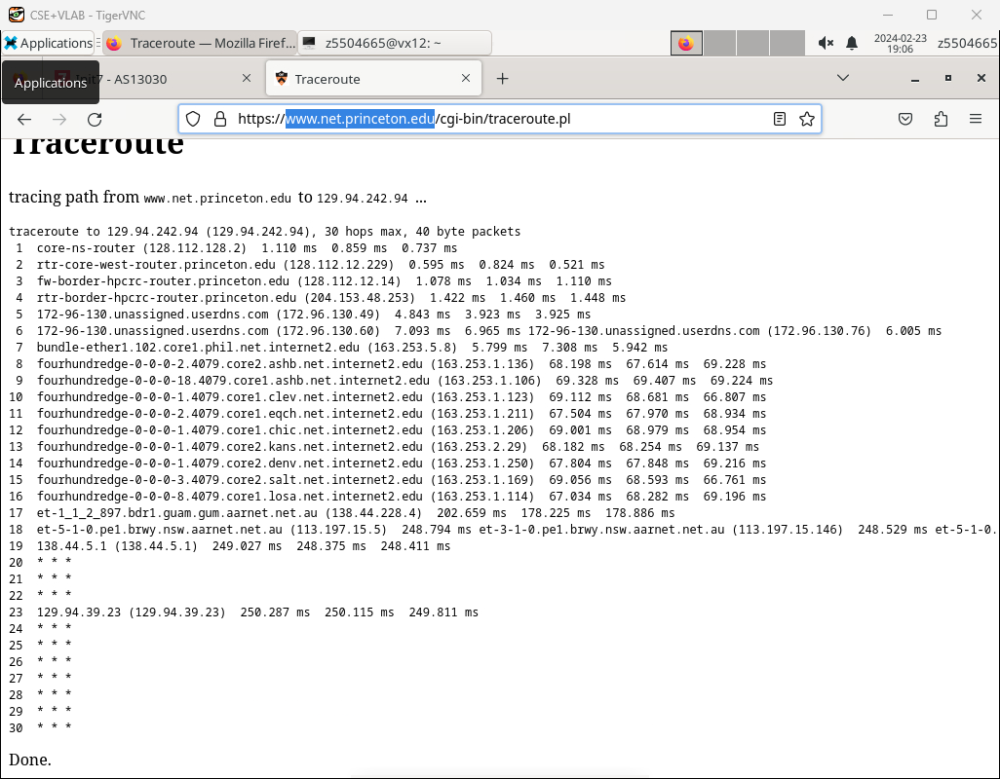 CSE+VLAB - TigerVNC
Applications
Traceroute — Mozilla Firef...
z5504665@vx12: ~
2024-02-23
19:06
z5504665
Applications
7 - AS13030
Traceroute
https://www.net.princeton.edu/cgi-bin/traceroute.pl
Traceroute
tracing path from www.net.princeton.edu to 129.94.242.94 ...
traceroute to 129.94.242.94 (129.94.242.94), 30 hops max, 40 byte packets
1 core-ns-router (128.112.128.2) 1.110 ms 0.859 ms 0.737 ms
2 rtr-core-west-router.princeton.edu (128.112.12.229) 0.595 ms 0.824 ms 0.521 ms
3 fw-border-hpcrc-router.princeton.edu (128.112.12.14) 1.078 ms 1.034 ms 1.110 ms
4 rtr-border-hpcrc-router.princeton.edu (204.153.48.253) 1.422 ms 1.460 ms 1.448 ms
5 172-96-130.unassigned.userdns.com (172.96.130.49) 4.843 ms 3.923 ms 3.925 ms
6 172-96-130.unassigned.userdns.com (172.96.130.60) 7.093 ms 6.965 ms 172-96-130.unassigned.userdns.com (172.96.130.76) 6.005 ms
7 bundle-ether1.102.core1.phil.net.internet2.edu (163.253.5.8) 5.799 ms 7.308 ms 5.942 ms
8 fourhundredge-0-0-0-2.4079.core2.ashb.net.internet2.edu (163.253.1.136) 68.198 ms 67.614 ms 69.228 ms
9 fourhundredge-0-0-0-18.4079.core1.ashb.net.internet2.edu (163.253.1.106) 69.328 ms 69.407 ms 69.224 ms
10 fourhundredge-0-0-0-1.4079.core1.clev.net.internet2.edu (163.253.1.123) 69.112 ms 68.681 ms 66.807 ms
11 fourhundredge-0-0-0-2.4079.core1.eqch.net.internet2.edu (163.253.1.211) 67.504 ms 67.970 ms 68.934 ms
12 fourhundredge-0-0-0-1.4079.core1.chic.net.internet2.edu (163.253.1.206) 69.001 ms 68.979 ms 68.954 ms
13 fourhundredge-0-0-0-1.4079.core2.kans.net.internet2.edu (163.253.2.29) 68.182 ms 68.254 ms 69.137 ms
14 fourhundredge-0-0-0-1.4079.core2.denv.net.internet2.edu (163.253.1.250) 67.804 ms 67.848 ms 69.216 ms
15 fourhundredge-0-0-0-3.4079.core2.salt.net.internet2.edu (163.253.1.169) 69.056 ms 68.593 ms 66.761 ms
16 fourhundredge-0-0-0-8.4079.core1.losa.net.internet2.edu (163.253.1.114) 67.034 ms 68.282 ms 69.196 ms
17 et-1_1_2_897.bdr1.guam.gum.aarnet.net.au (138.44.228.4) 202.659 ms 178.225 ms 178.886 ms
18 et-5-1-0.pe1.brwy.nsw.aarnet.net.au (113.197.15.5) 248.794 ms et-3-1-0.pe1.brwy.nsw.aarnet.net.au (113.197.15.146) 248.529 ms et-5-1-0.
19 138.44.5.1 (138.44.5.1) 249.027 ms 248.375 ms 248.411 ms
20 * * *
21 * * *
22 * * *
23 129.94.39.23 (129.94.39.23) 250.287 ms 250.115 ms 249.811 ms
24 * * *
25 * * *
26 * * *
27 * * *
28 * * *
29 * * *
30 * * *
Done.